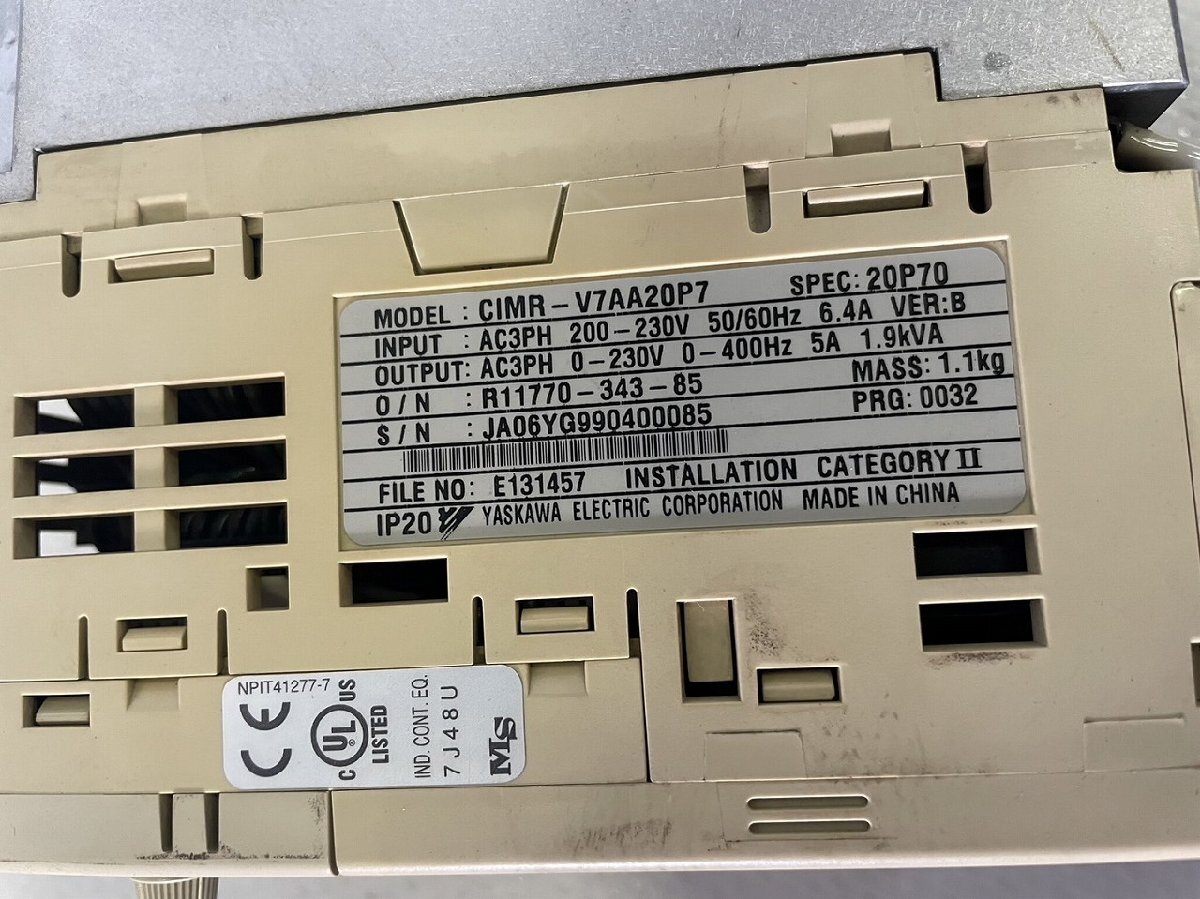 MODEL : CIMR-V7AA20P7 SPEC: 20P70
INPUT : AC3PH 200-230V 50/60Hz 6.4A VER:B
OUTPUT: AC3PH 0-230V 0-400Hz 5A 1.9kVA
O/N : R11770-343-85 MASS: 1.1kg
S/N : JA06YG990400085 PRG: 0032
FILE NO: E131457 INSTALLATION CATEGORY II
IP20 YASKAWA ELECTRIC CORPORATION MADE IN CHINA
NPIT41277-7
CE
C UL US
®
LISTED
IND. CONT. EQ.
7J48U
MS